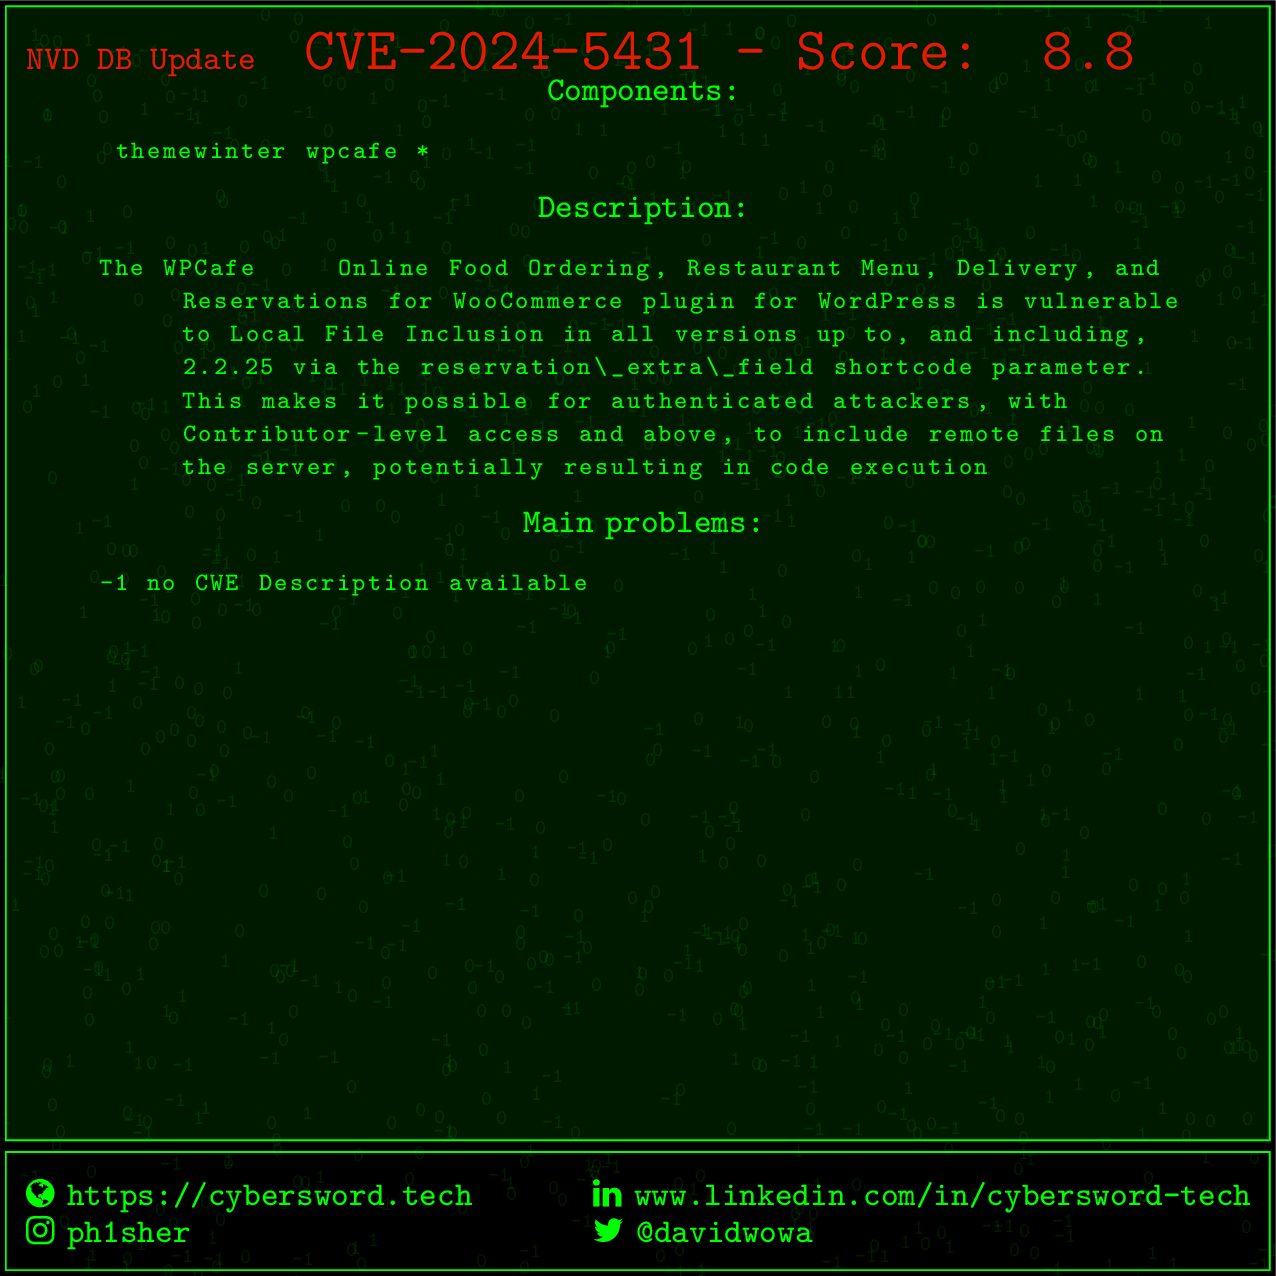 NVD DB Update CVE-2024-5431 - Score: 8.8
Components:
themewinter wpcafe *
Description:
The WPCafe Online Food Ordering, Restaurant Menu, Delivery, and
Reservations for WooCommerce plugin for WordPress is vulnerable
to Local File Inclusion in all versions up to, and including,
2.2.25 via the reservation\_extra\_field shortcode parameter.
This makes it possible for authenticated attackers, with
Contributor-level access and above, to include remote files on
the server, potentially resulting in code execution
Main problems:
-1 no CWE Description available
https://cybersword.tech www.linkedin.com/in/cybersword-tech
ph1sher @davidwowa